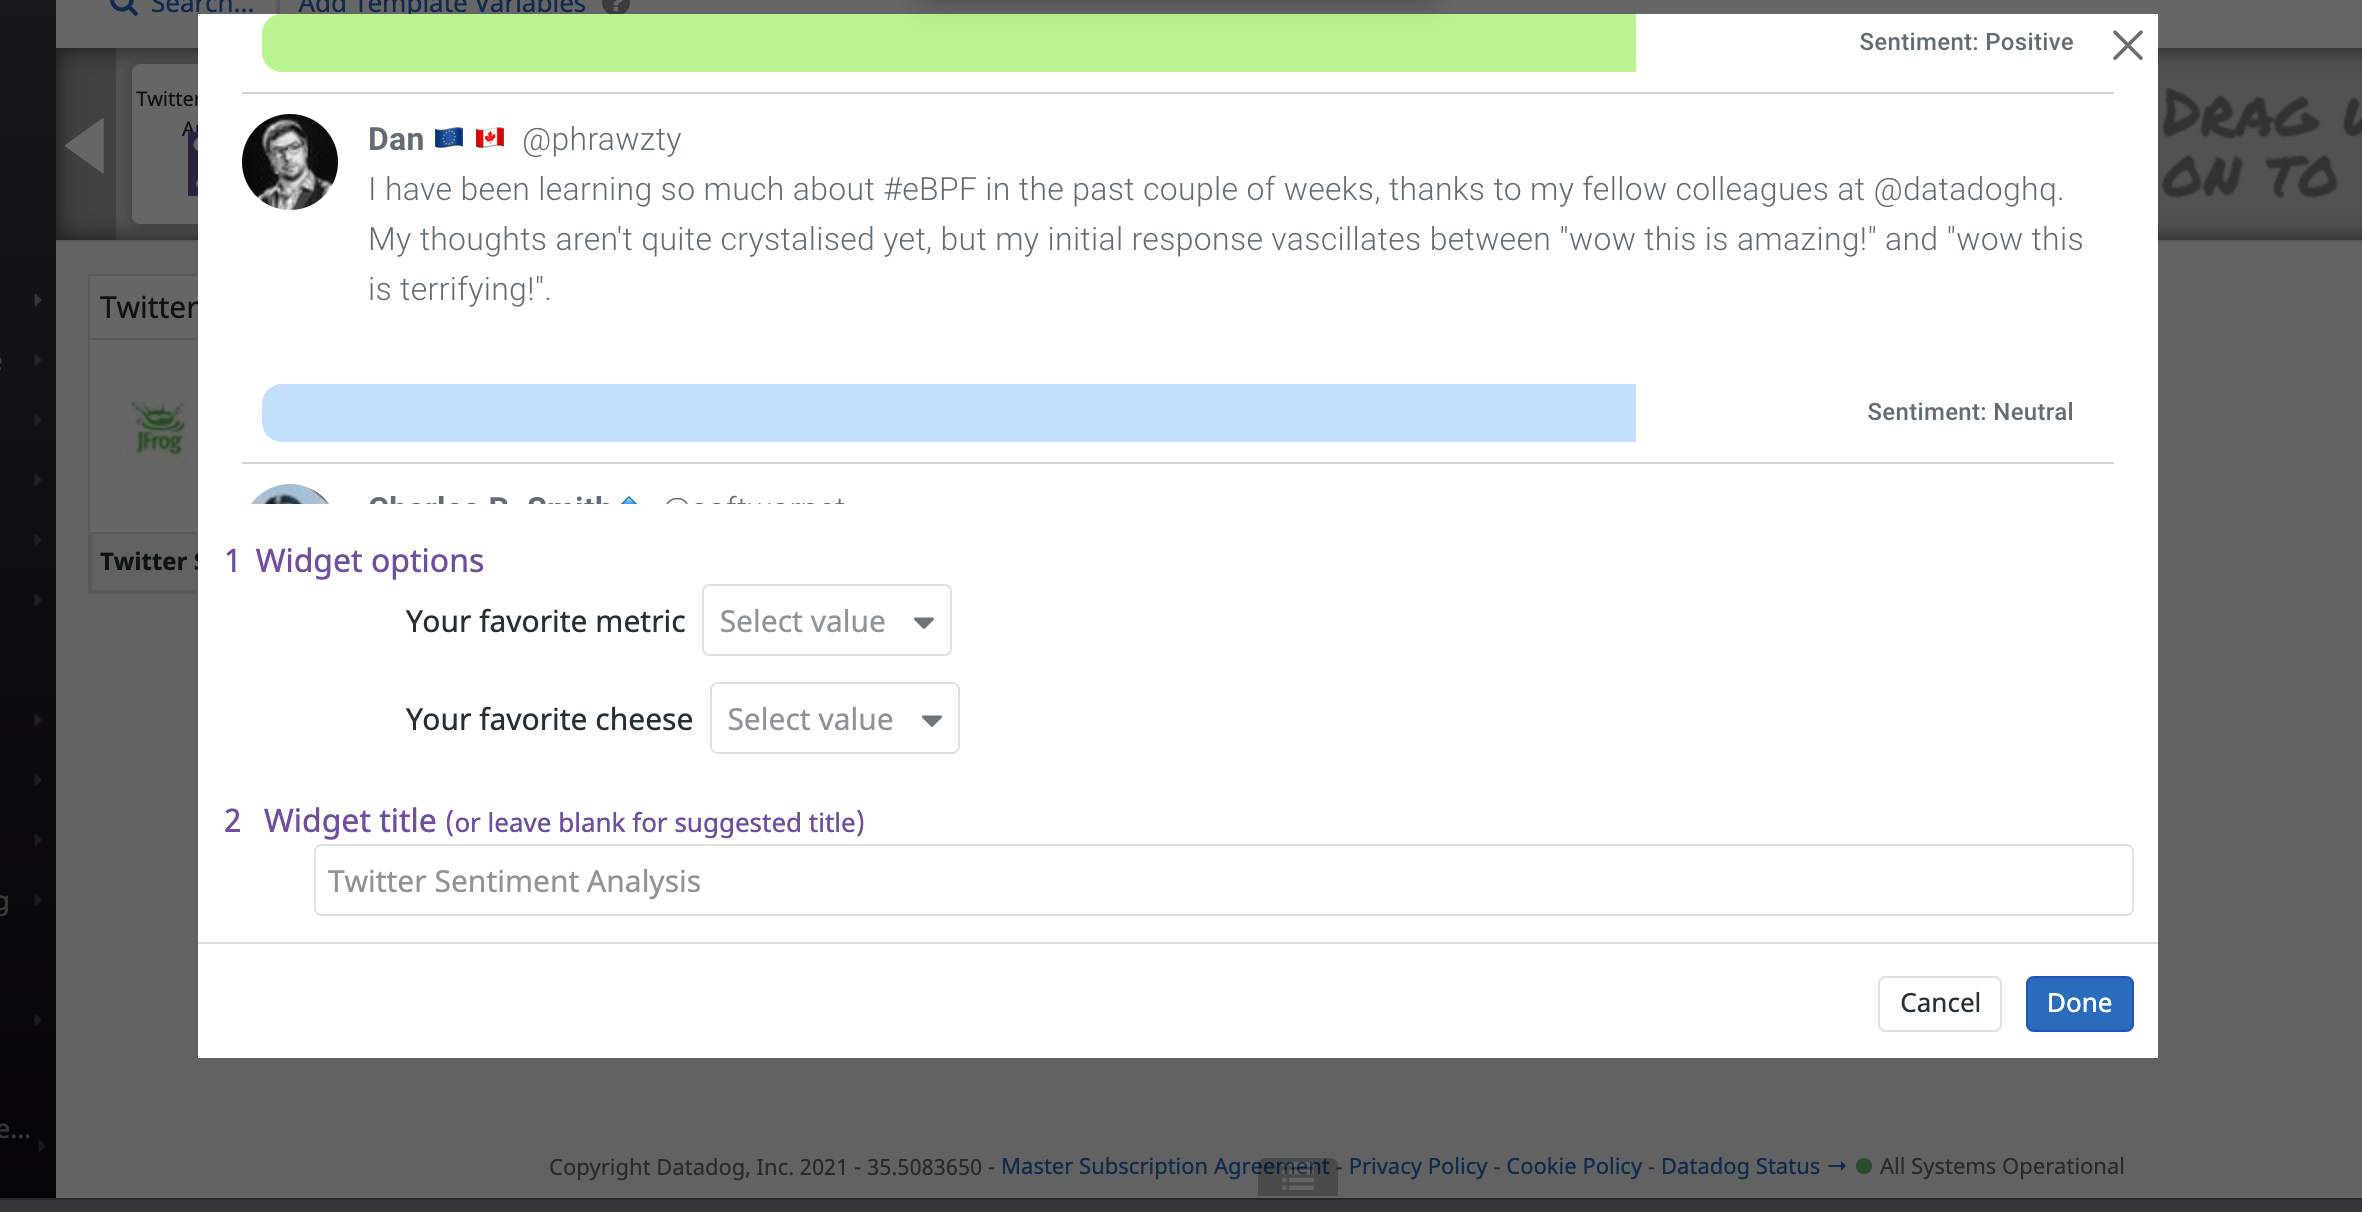 Search...
Add Template Variables ?
Sentiment: Positive
Twitter
DRAG
ON TO
Dan @phrawzty
I have been learning so much about #eBPF in the past couple of weeks, thanks to my fellow colleagues at @datadoghq.
My thoughts aren't quite crystalised yet, but my initial response vascillates between "wow this is amazing!" and "wow this
is terrifying!".
Twitter
JFrog
Sentiment: Neutral
Charles R. Smith
Twitter
1 Widget options
Your favorite metric Select value
Your favorite cheese Select value
2 Widget title (or leave blank for suggested title)
Twitter Sentiment Analysis
Cancel
Done
Copyright Datadog, Inc. 2021 - 35.5083650 - Master Subscription Agreement - Privacy Policy - Cookie Policy - Datadog Status → All Systems Operational